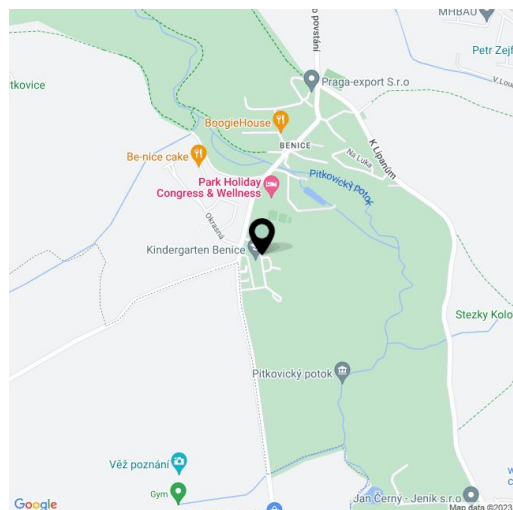 MHBAU
o povstání
Petr Zejf
Praga-export S.r.o
V Lou
tkovice
BoogieHouse
BENICE
K Lipanům
Na Luka
Be-nice cake
Pitkovický potok
Park Holiday
Congress & Wellness
Okrasná
Kindergarten Benice
Stezky Kolo
Pitkovický potok
Věž poznání
Gym
Jan Černý - Jeník s.r.o
Google
Map data ©2023